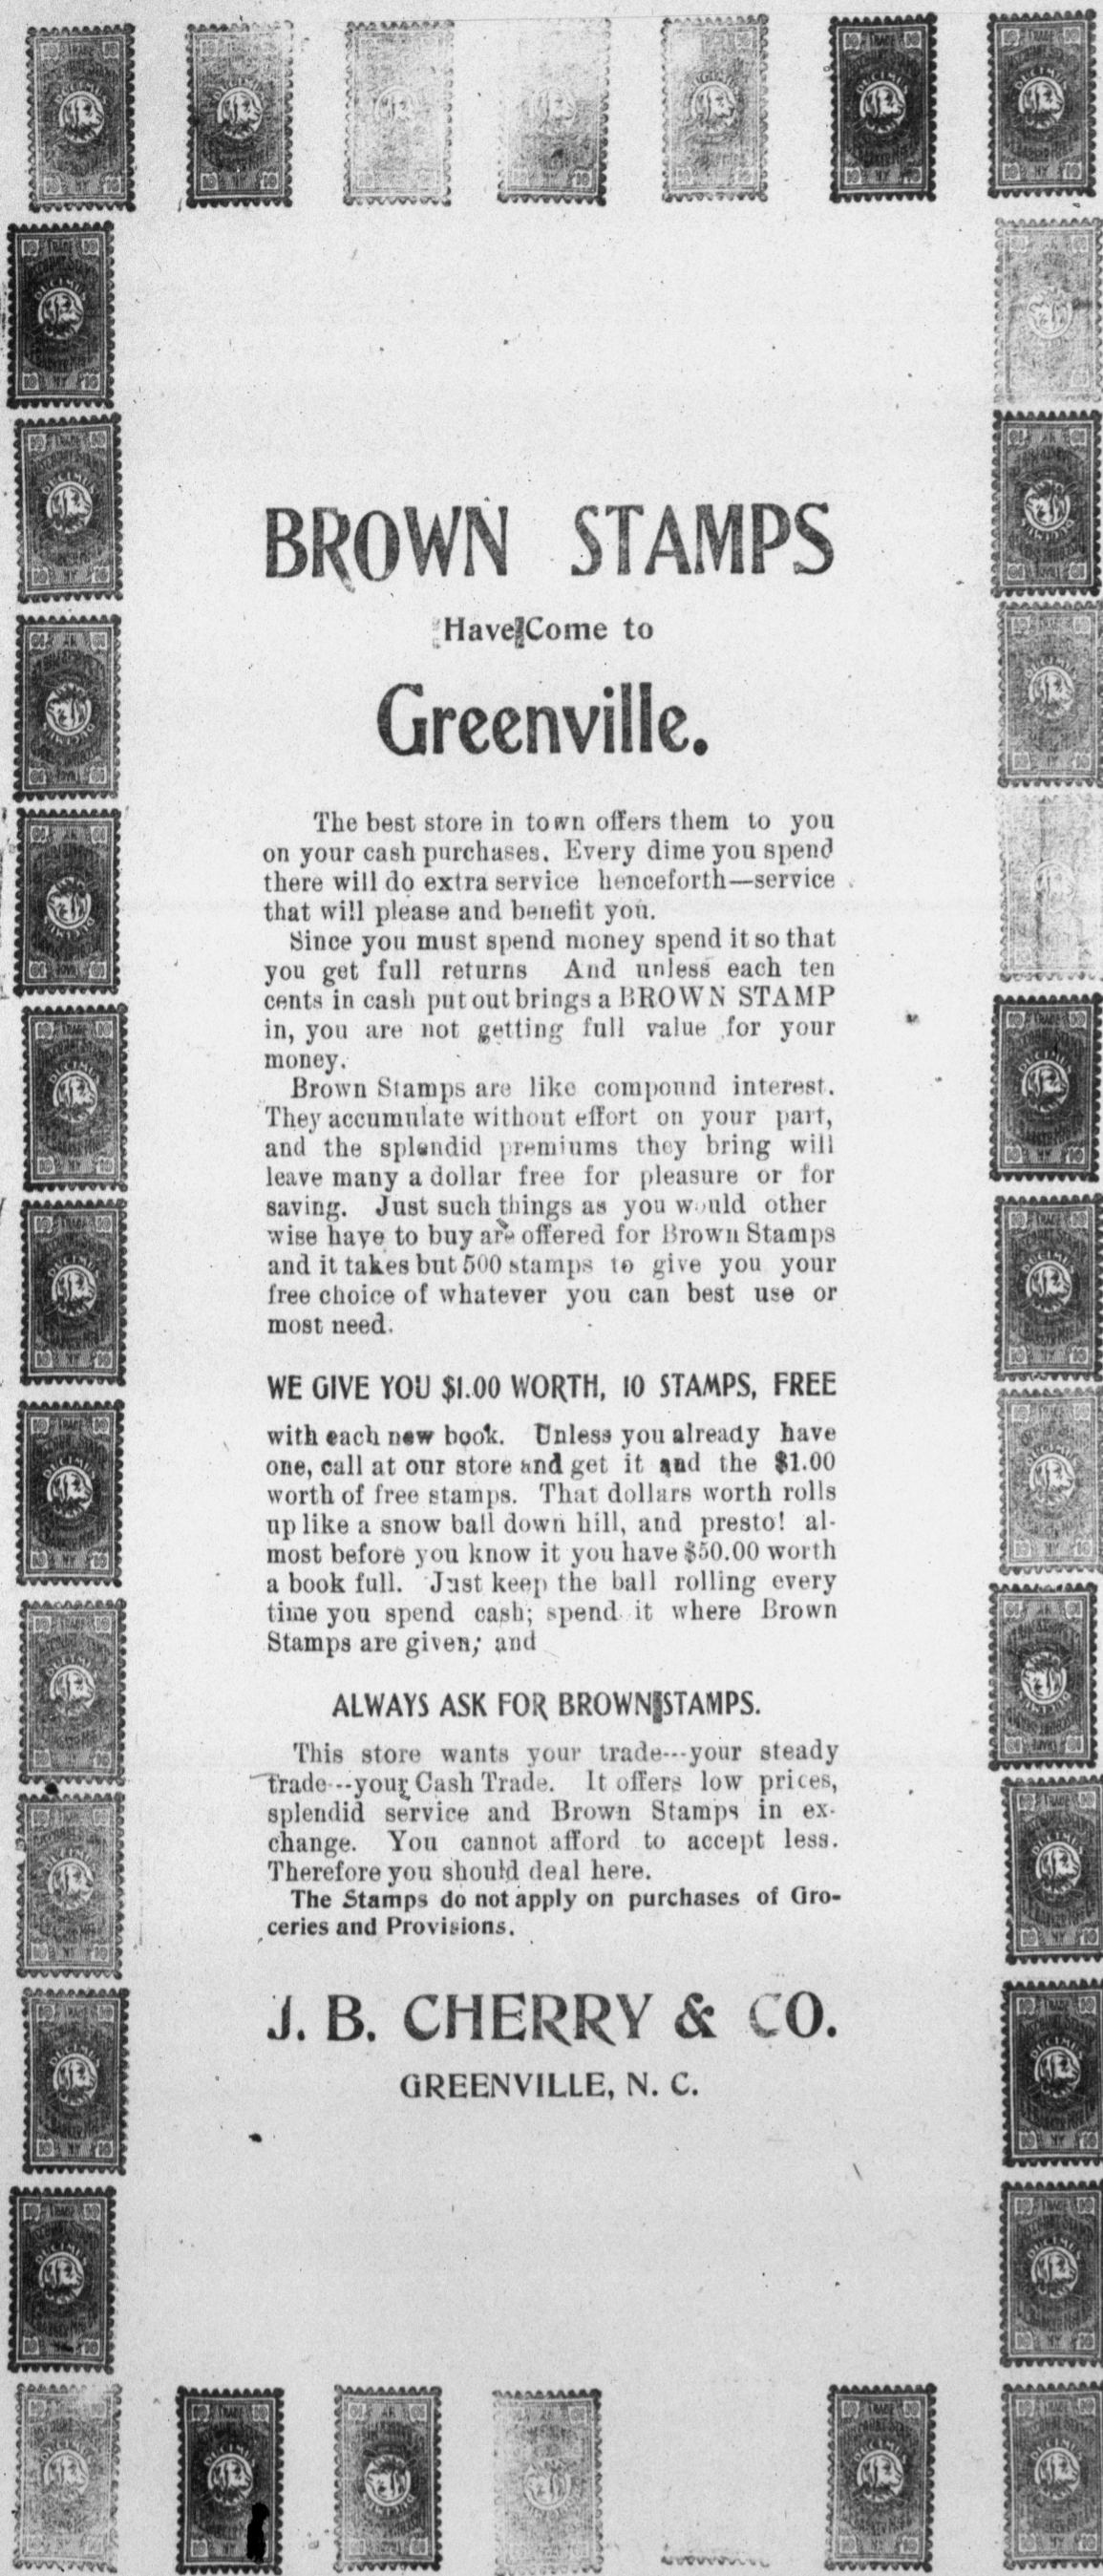 BROWN STAMPS
Have Come to
Greenville.
The best store in town offers them to you
on your cash purchases. Every dime you spend
there will do extra service henceforth—service
that will please and benefit you.
Since you must spend money spend it so that
you get full returns And unless each ten
cents in cash put out brings a BROWN STAMP
in, you are not getting full value for your
money.
Brown Stamps are like compound interest.
They accumulate without effort on your part,
and the splendid premiums they bring will
leave many a dollar free for pleasure or for
saving. Just such things as you would other
wise have to buy are offered for Brown Stamps
and it takes but 500 stamps to give you your
free choice of whatever you can best use or
most need.
WE GIVE YOU $1.00 WORTH, 10 STAMPS, FREE
with each new book. Unless you already have
one, call at our store and get it and the $1.00
worth of free stamps. That dollars worth rolls
up like a snow ball down hill, and presto! al-
most before you know it you have $50.00 worth
a book full. Just keep the ball rolling every
time you spend cash; spend it where Brown
Stamps are given; and
ALWAYS ASK FOR BROWN STAMPS.
This store wants your trade---your steady
trade---your Cash Trade. It offers low prices,
splendid service and Brown Stamps in ex-
change. You cannot afford to accept less.
Therefore you should deal here.
The Stamps do not apply on purchases of Gro-
ceries and Provisions.
J. B. CHERRY & CO.
GREENVILLE, N. C.